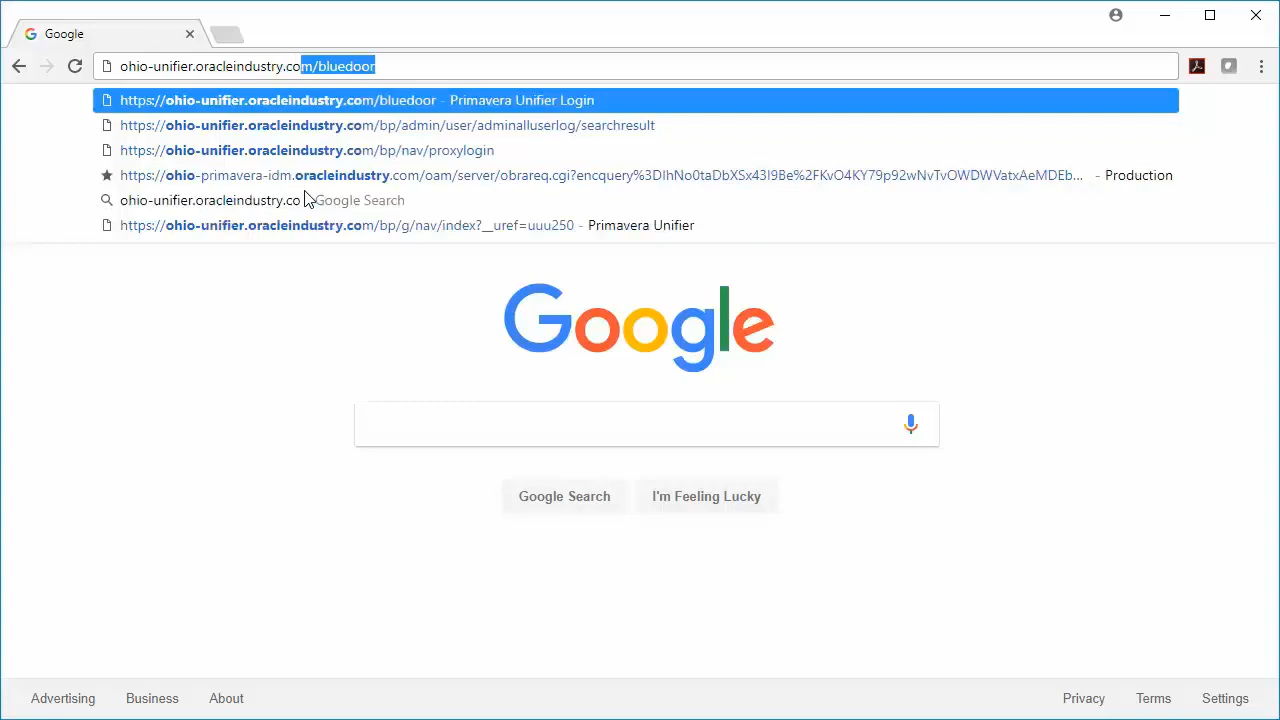 Google
ohio-unifier.oracleindustry.com/bluedoor
https://ohio-unifier.oracleindustry.com/bluedoor - Primavera Unifier Login
https://ohio-unifier.oracleindustry.com/bp/admin/user/adminalluserlog/searchresult
https://ohio-unifier.oracleindustry.com/bp/nav/proxylogin
https://ohio-primavera-idm.oracleindustry.com/oam/server/obrareq.cgi?encquery%3DIhNo0taDbXSx43I9Be%2FKvO4KY79p92wNvTvOWDWVatxAeMDEb... - Production
ohio-unifier.oracleindustry.co Google Search
https://ohio-unifier.oracleindustry.com/bp/g/nav/index?__uref=uuu250 - Primavera Unifier
Google
Google Search I'm Feeling Lucky
Advertising Business About Privacy Terms Settings